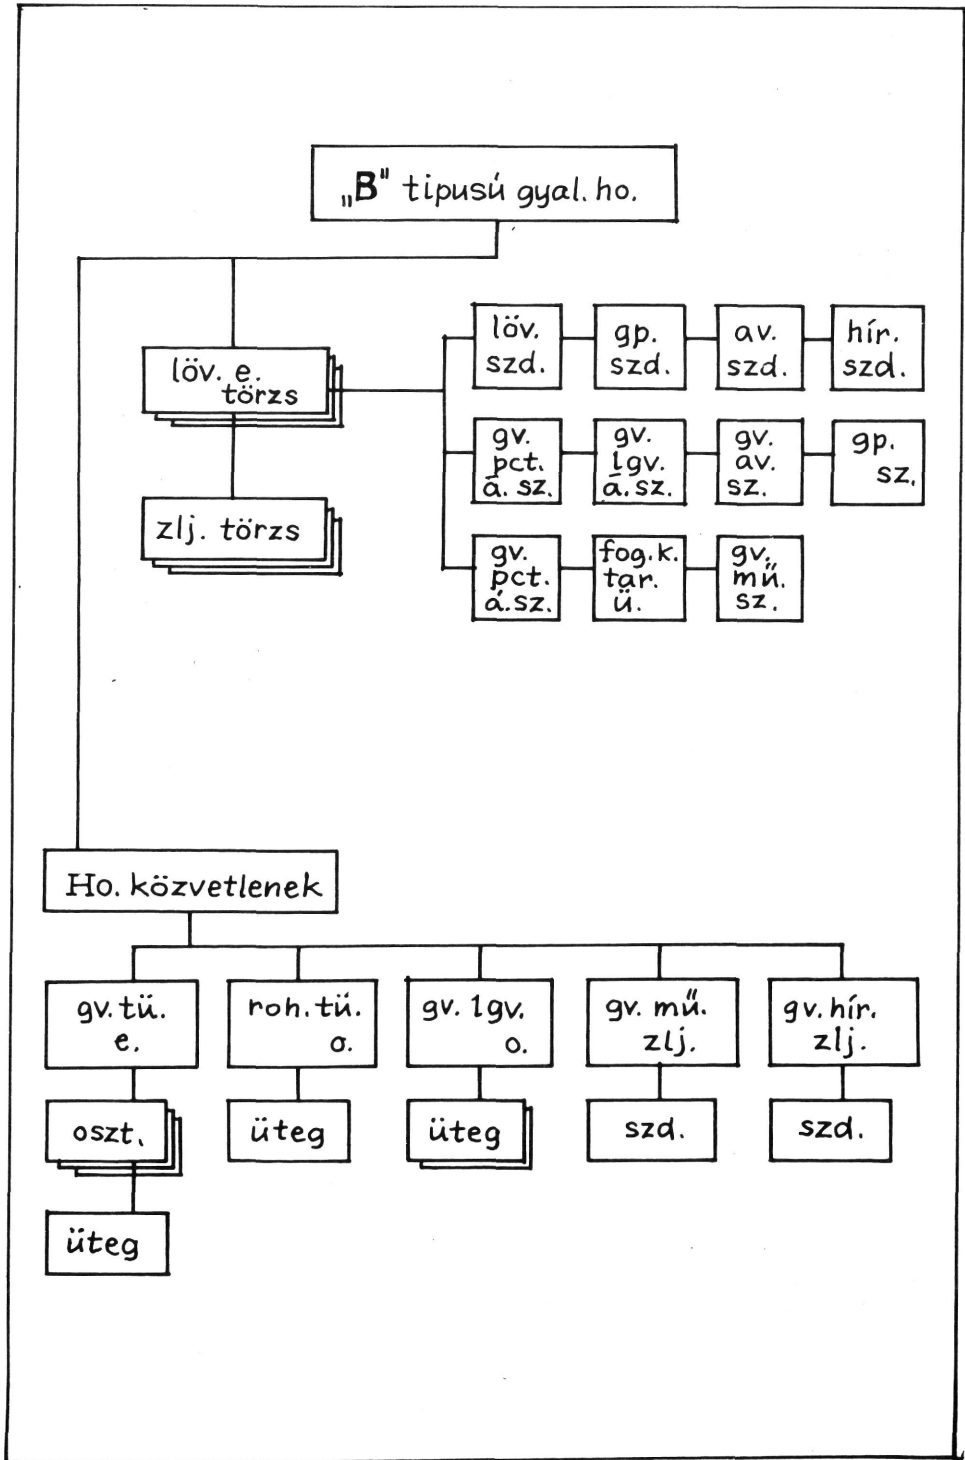 „B" tipusú gyal. ho.
löv. e.
törzs
zlj. törzs
löv.
szd.
gp.
szd.
av.
szd.
hír.
szd.
gv.
pct.
á. sz.
gv.
lgv.
á. sz.
gv.
av.
sz.
gp.
sz.
gv.
pct.
á. sz.
fog. k.
tar.
ü.
gv.
mű.
sz.
Ho. közvetlenek
gv. tü.
e.
roh. tü.
o.
gv. lgv.
o.
gv. mű.
zlj.
gv. hír.
zlj.
oszt.
üteg
üteg
szd.
szd.
üteg